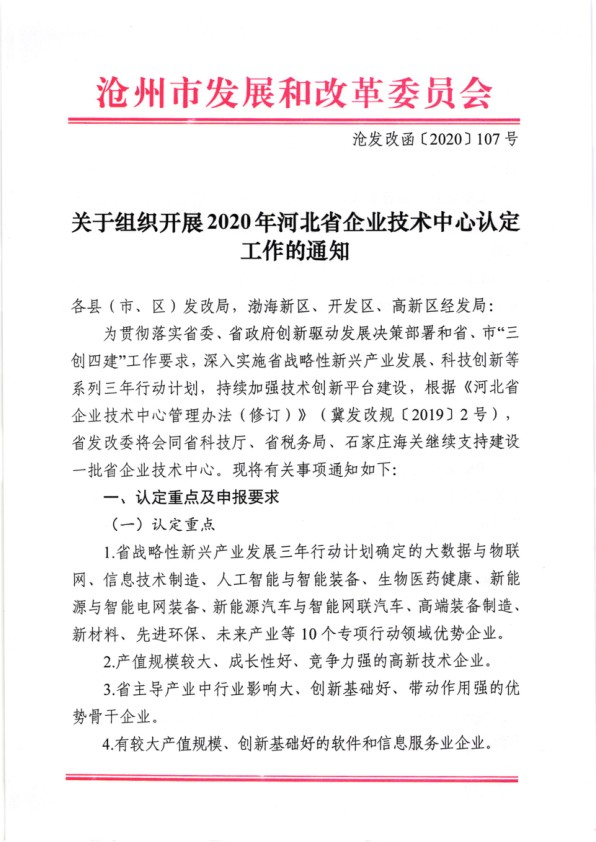 沧州市发展和改革委员会
沧发改函〔2020〕107号
关于组织开展2020年河北省企业技术中心认定
工作的通知
各县（市、区）发改局，渤海新区、开发区、高新区经发局：
为贯彻落实省委、省政府创新驱动发展决策部署和省、市“三
创四建”工作要求，深入实施省战略性新兴产业发展、科技创新等
系列三年行动计划，持续加强技术创新平台建设，根据《河北省
企业技术中心管理办法（修订）》（冀发改规〔2019〕2号），
省发改委将会同省科技厅、省税务局、石家庄海关继续支持建设
一批省企业技术中心。现将有关事项通知如下：
一、认定重点及申报要求
（一）认定重点
1.省战略性新兴产业发展三年行动计划确定的大数据与物联
网、信息技术制造、人工智能与智能装备、生物医药健康、新能
源与智能电网装备、新能源汽车与智能网联汽车、高端装备制造、
新材料、先进环保、未来产业等10个专项行动领域优势企业。
2.产值规模较大、成长性好、竞争力强的高新技术企业。
3.省主导产业中行业影响大、创新基础好、带动作用强的优
势骨干企业。
4.有较大产值规模、创新基础好的软件和信息服务业企业。